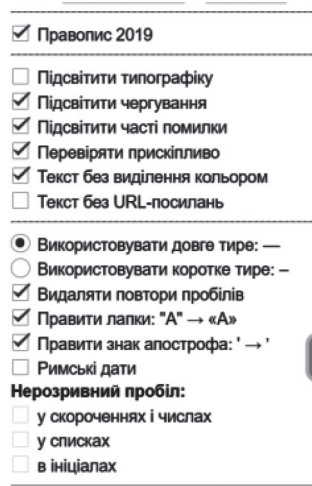 Правопис 2019
Підсвітити типографіку
Підсвітити чергування
Підсвітити часті помилки
Перевіряти прискіпливо
Текст без виділення кольором
Текст без URL-посилань
Використовувати довге тире: —
Використовувати коротке тире: –
Видаляти повтори пробілів
Правити лапки: "А" → «А»
Правити знак апострофа: ' → ’
Римські дати
Нерозривний пробіл:
у скороченнях і числах
у списках
в ініціалах